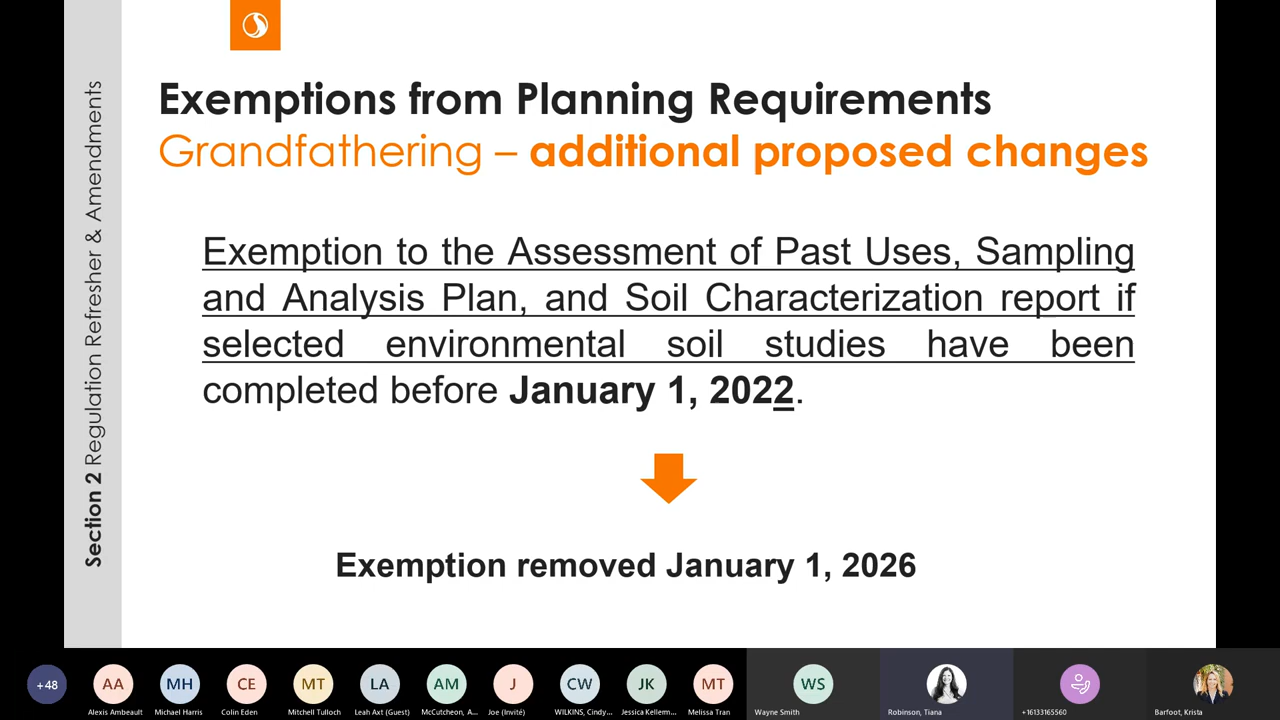 Exemptions from Planning Requirements
Grandfathering – additional proposed changes
Section 2 Regulation Refresher & Amendments
Exemption to the Assessment of Past Uses, Sampling
and Analysis Plan, and Soil Characterization report if
selected environmental soil studies have been
completed before January 1, 2022.
Exemption removed January 1, 2026
+48
AA
MH
CE
MT
LA
AM
J
CW
JK
MT
WS
Alexis Ambeault
Michael Harris
Colin Eden
Mitchell Tulloch
Leah Axt (Guest)
McCutcheon, A...
Joe (Invité)
WILKINS, Cindy...
Jessica Kellem...
Melissa Tran
Wayne Smith
Robinson, Tiana
+16133165560
Barfoot, Krista